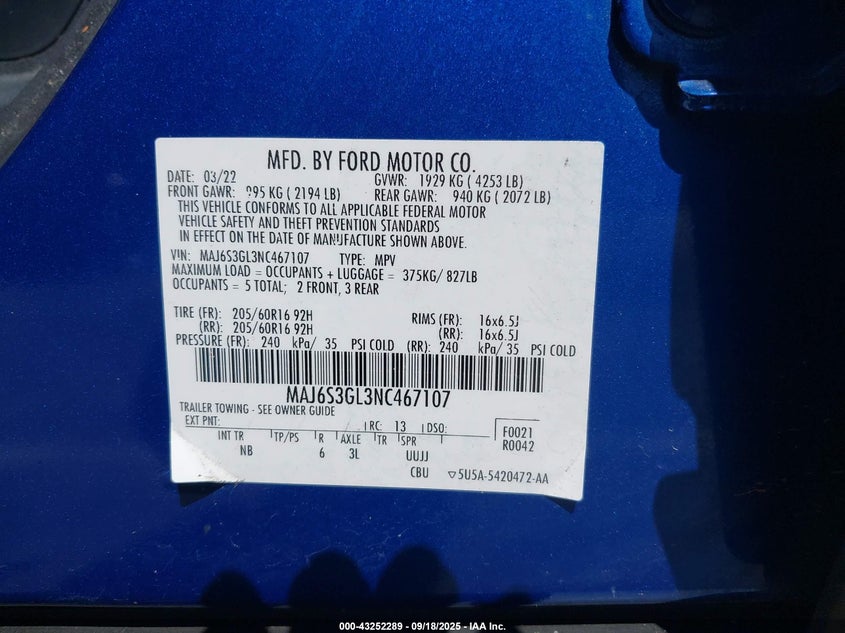 MFD. BY FORD MOTOR CO.
DATE: 03/22 GVWR: 1929 KG ( 4253 LB)
FRONT GAWR: 995 KG ( 2194 LB) REAR GAWR: 940 KG ( 2072 LB)
THIS VEHICLE CONFORMS TO ALL APPLICABLE FEDERAL MOTOR
VEHICLE SAFETY AND THEFT PREVENTION STANDARDS
IN EFFECT ON THE DATE OF MANUFACTURE SHOWN ABOVE.
VIN: MAJ6S3GL3NC467107 TYPE: MPV
MAXIMUM LOAD = OCCUPANTS + LUGGAGE = 375KG/ 827LB
OCCUPANTS = 5 TOTAL; 2 FRONT, 3 REAR
TIRE (FR): 205/60R16 92H RIMS (FR): 16x6.5J
(RR): 205/60R16 92H (RR): 16x6.5J
PRESSURE (FR): 240 kPa/ 35 PSI COLD (RR): 240 kPa/ 35 PSI COLD
MAJ6S3GL3NC467107
TRAILER TOWING - SEE OWNER GUIDE
EXT PNT: RC: 13 DSO: F0021
R0042
INT TR TP/PS R AXLE TR SPR
NB 6 3L UUJJ
CBU 5U5A-5420472-AA
000-43252289 - 09/18/2025 - IAA Inc.